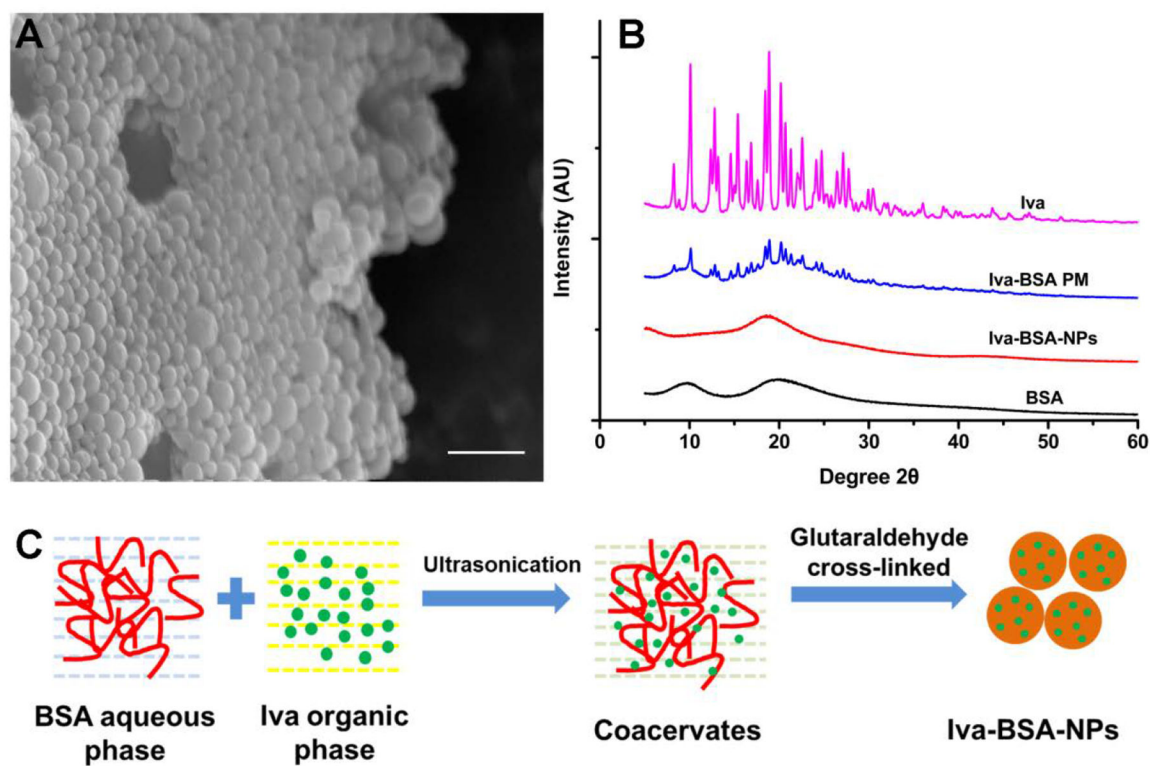 A
B
Intensity (AU)
Iva
Iva-BSA PM
Iva-BSA-NPs
BSA
0 10 20 30 40 50 60
Degree 2θ
C
Ultrasonication
Glutaraldehyde
cross-linked
BSA aqueous
phase
Iva organic
phase
Coacervates
Iva-BSA-NPs